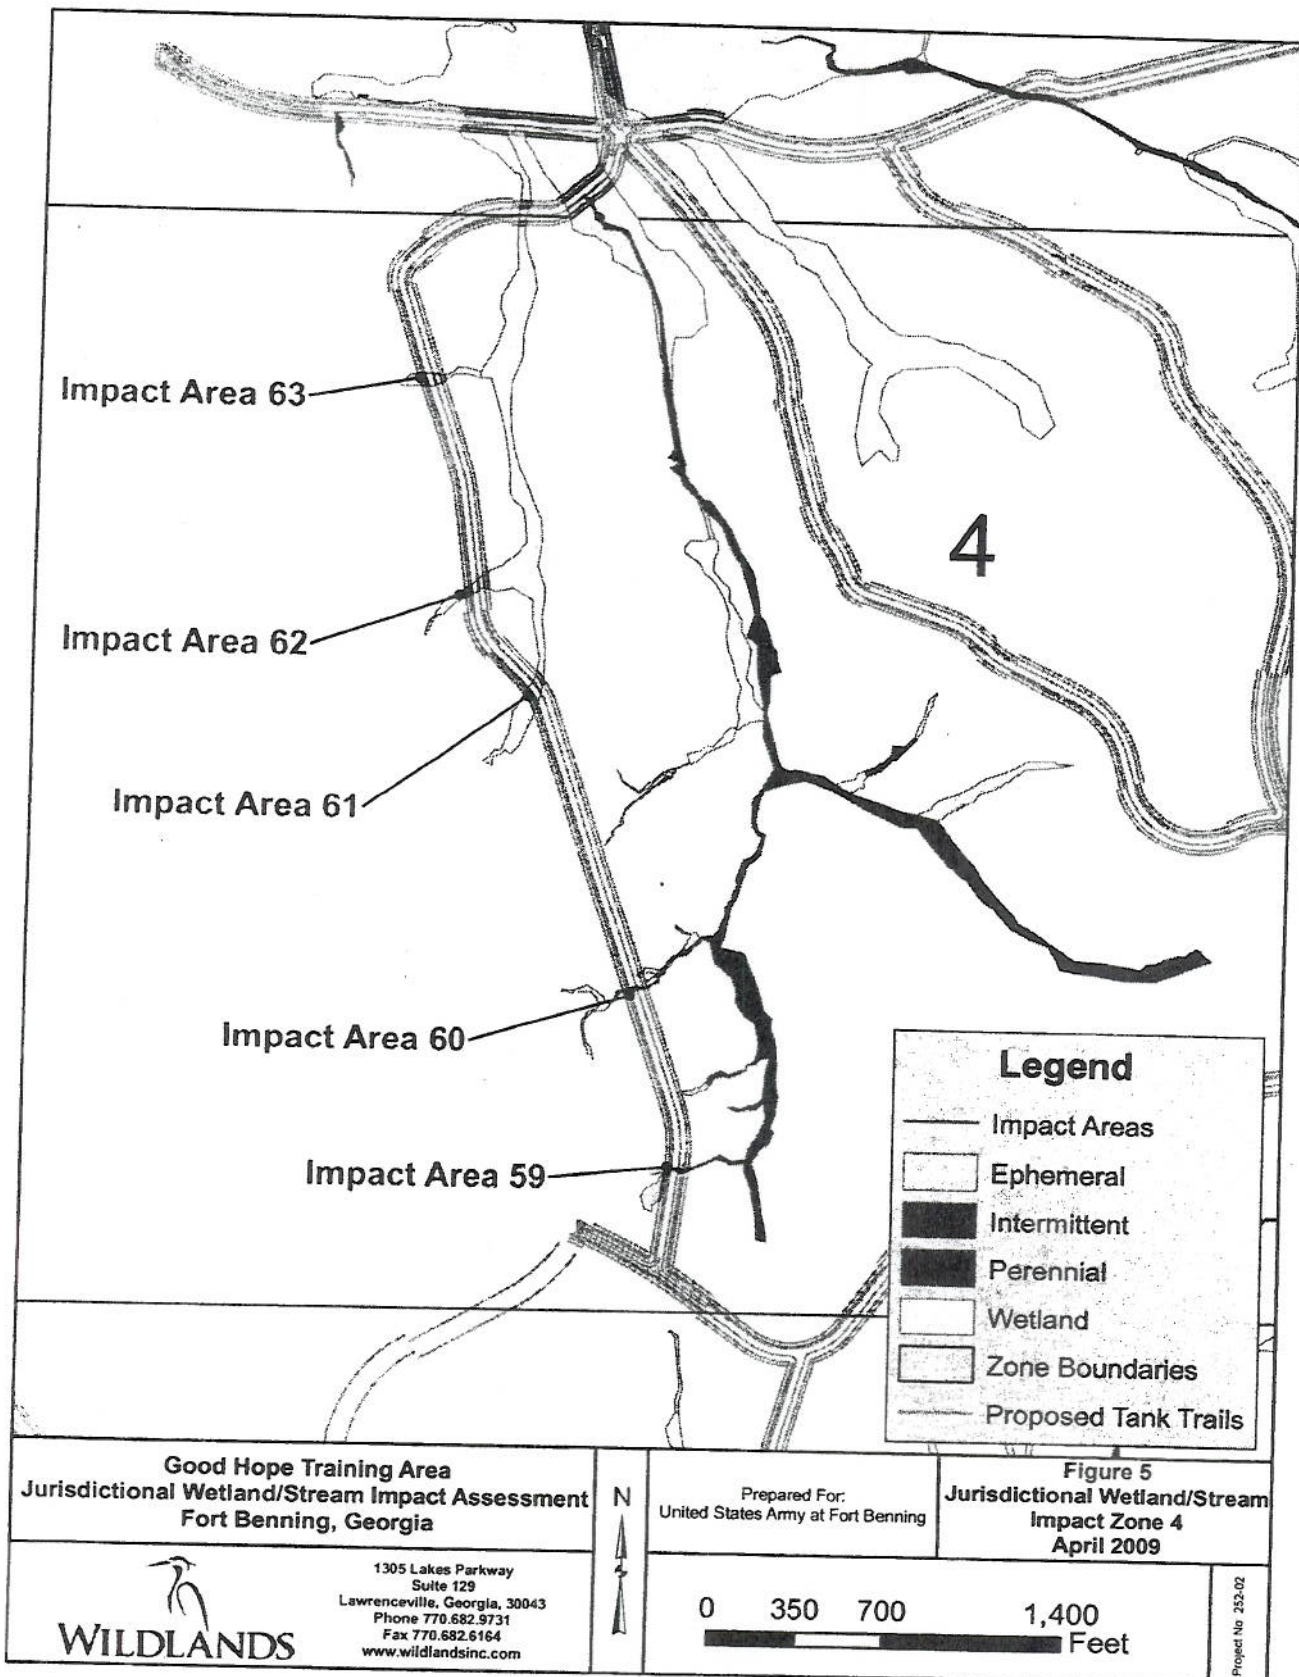 Impact Area 63
4
Impact Area 62
Impact Area 61
Impact Area 60
Impact Area 59
Legend
Impact Areas
Ephemeral
Intermittent
Perennial
Wetland
Zone Boundaries
Proposed Tank Trails
Good Hope Training Area
Jurisdictional Wetland/Stream Impact Assessment
Fort Benning, Georgia
N
Prepared For:
United States Army at Fort Benning
Figure 5
Jurisdictional Wetland/Stream
Impact Zone 4
April 2009
WILDLANDS
1305 Lakes Parkway
Suite 129
Lawrenceville, Georgia, 30043
Phone 770.682.9731
Fax 770.682.6164
www.wildlandsinc.com
0 350 700 1,400
Feet
Project No 252-02